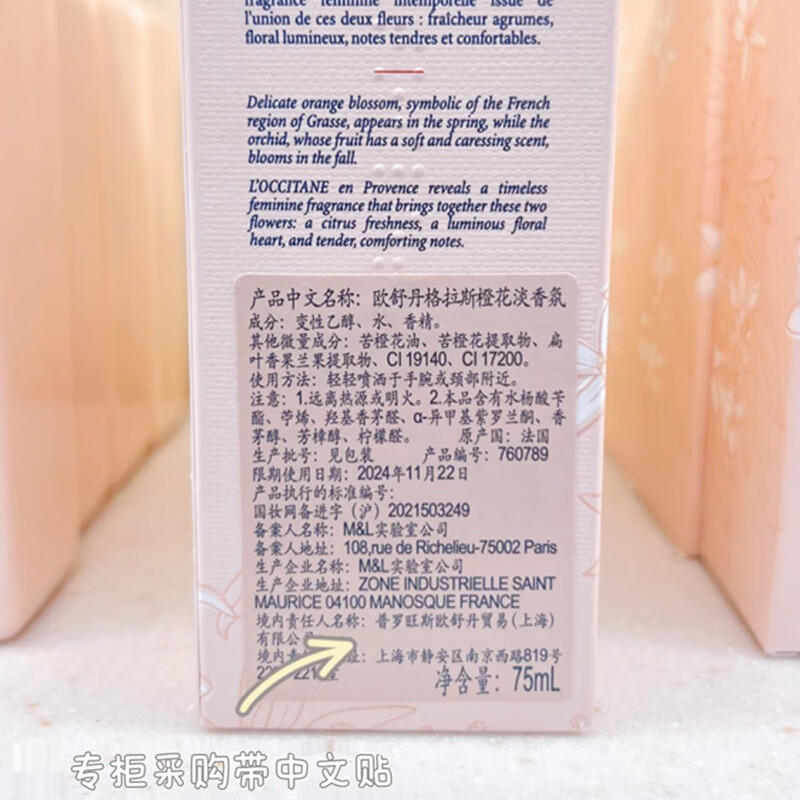 fragrance féminine intemporelle issue de
l'union de ces deux fleurs : fraîcheur agrumes,
floral lumineux, notes tendres et confortables.
Delicate orange blossom, symbolic of the French
region of Grasse, appears in the spring, while the
orchid, whose fruit has a soft and caressing scent,
blooms in the fall.
L'OCCITANE en Provence reveals a timeless
feminine fragrance that brings together these two
flowers: a citrus freshness, a luminous floral
heart, and tender, comforting notes.
产品中文名称：欧舒丹格拉斯橙花淡香氛
成分：变性乙醇、水、香精。
其他微量成分：苦橙花油、苦橙花提取物、扁
叶香果兰果提取物、CI 19140、CI 17200。
使用方法：轻轻喷洒于手腕或颈部附近。
注意：1.远离热源或明火。2.本品含有水杨酸苄
酯、苧烯、羟基香茅醛、α-异甲基紫罗兰酮、香
茅醇、芳樟醇、柠檬醛。 原产国：法国
生产批号：见包装 产品编号：760789
限期使用日期：2024年11月22日
产品执行的标准编号：
国妆网备进字（沪）2021503249
备案人名称：M&L实验室公司
备案人地址：108,rue de Richelieu-75002 Paris
生产企业名称：M&L实验室公司
生产企业地址：ZONE INDUSTRIELLE SAINT
MAURICE 04100 MANOSQUE FRANCE
境内责任人名称：普罗旺斯欧舒丹贸易（上海）
有限公司
境内责 址：上海市静安区南京西路819号
净含量：75mL
专柜采购带中文贴